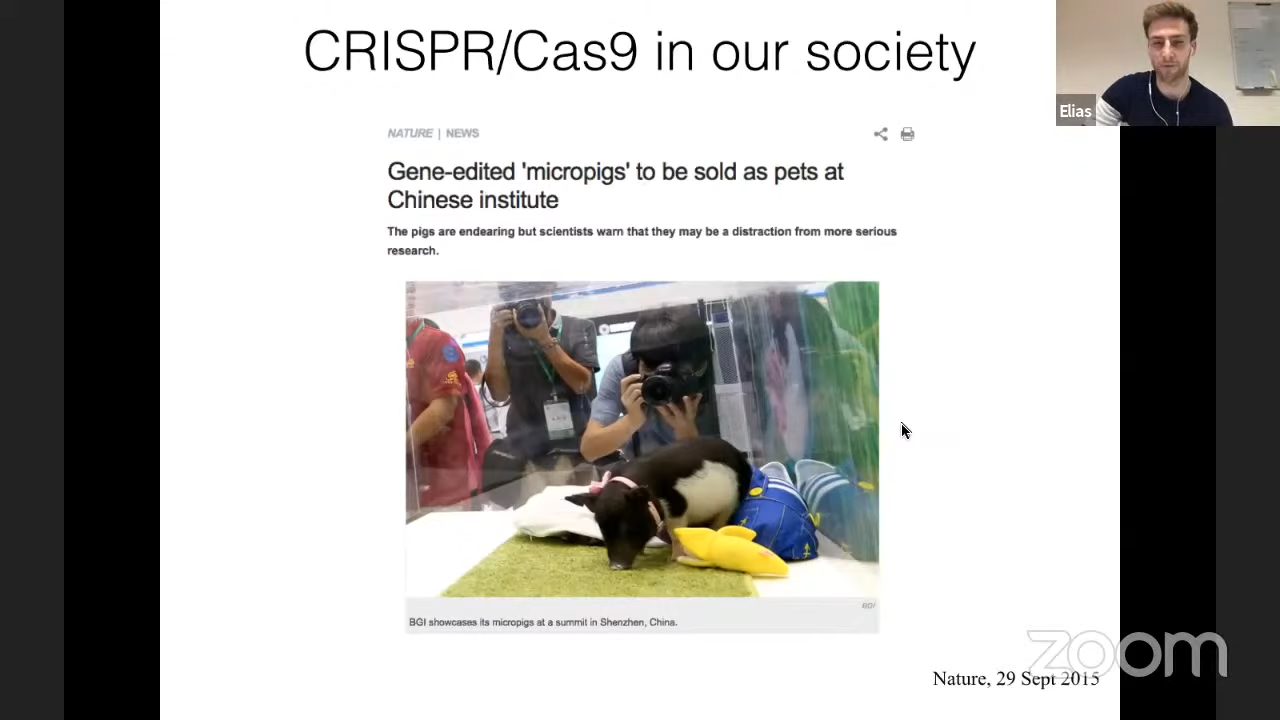 CRISPR/Cas9 in our society
Elias
NATURE | NEWS
Gene-edited 'micropigs' to be sold as pets at
Chinese institute
The pigs are endearing but scientists warn that they may be a distraction from more serious
research.
BGI
BGI showcases its micropigs at a summit in Shenzhen, China.
zoom
Nature, 29 Sept 2015